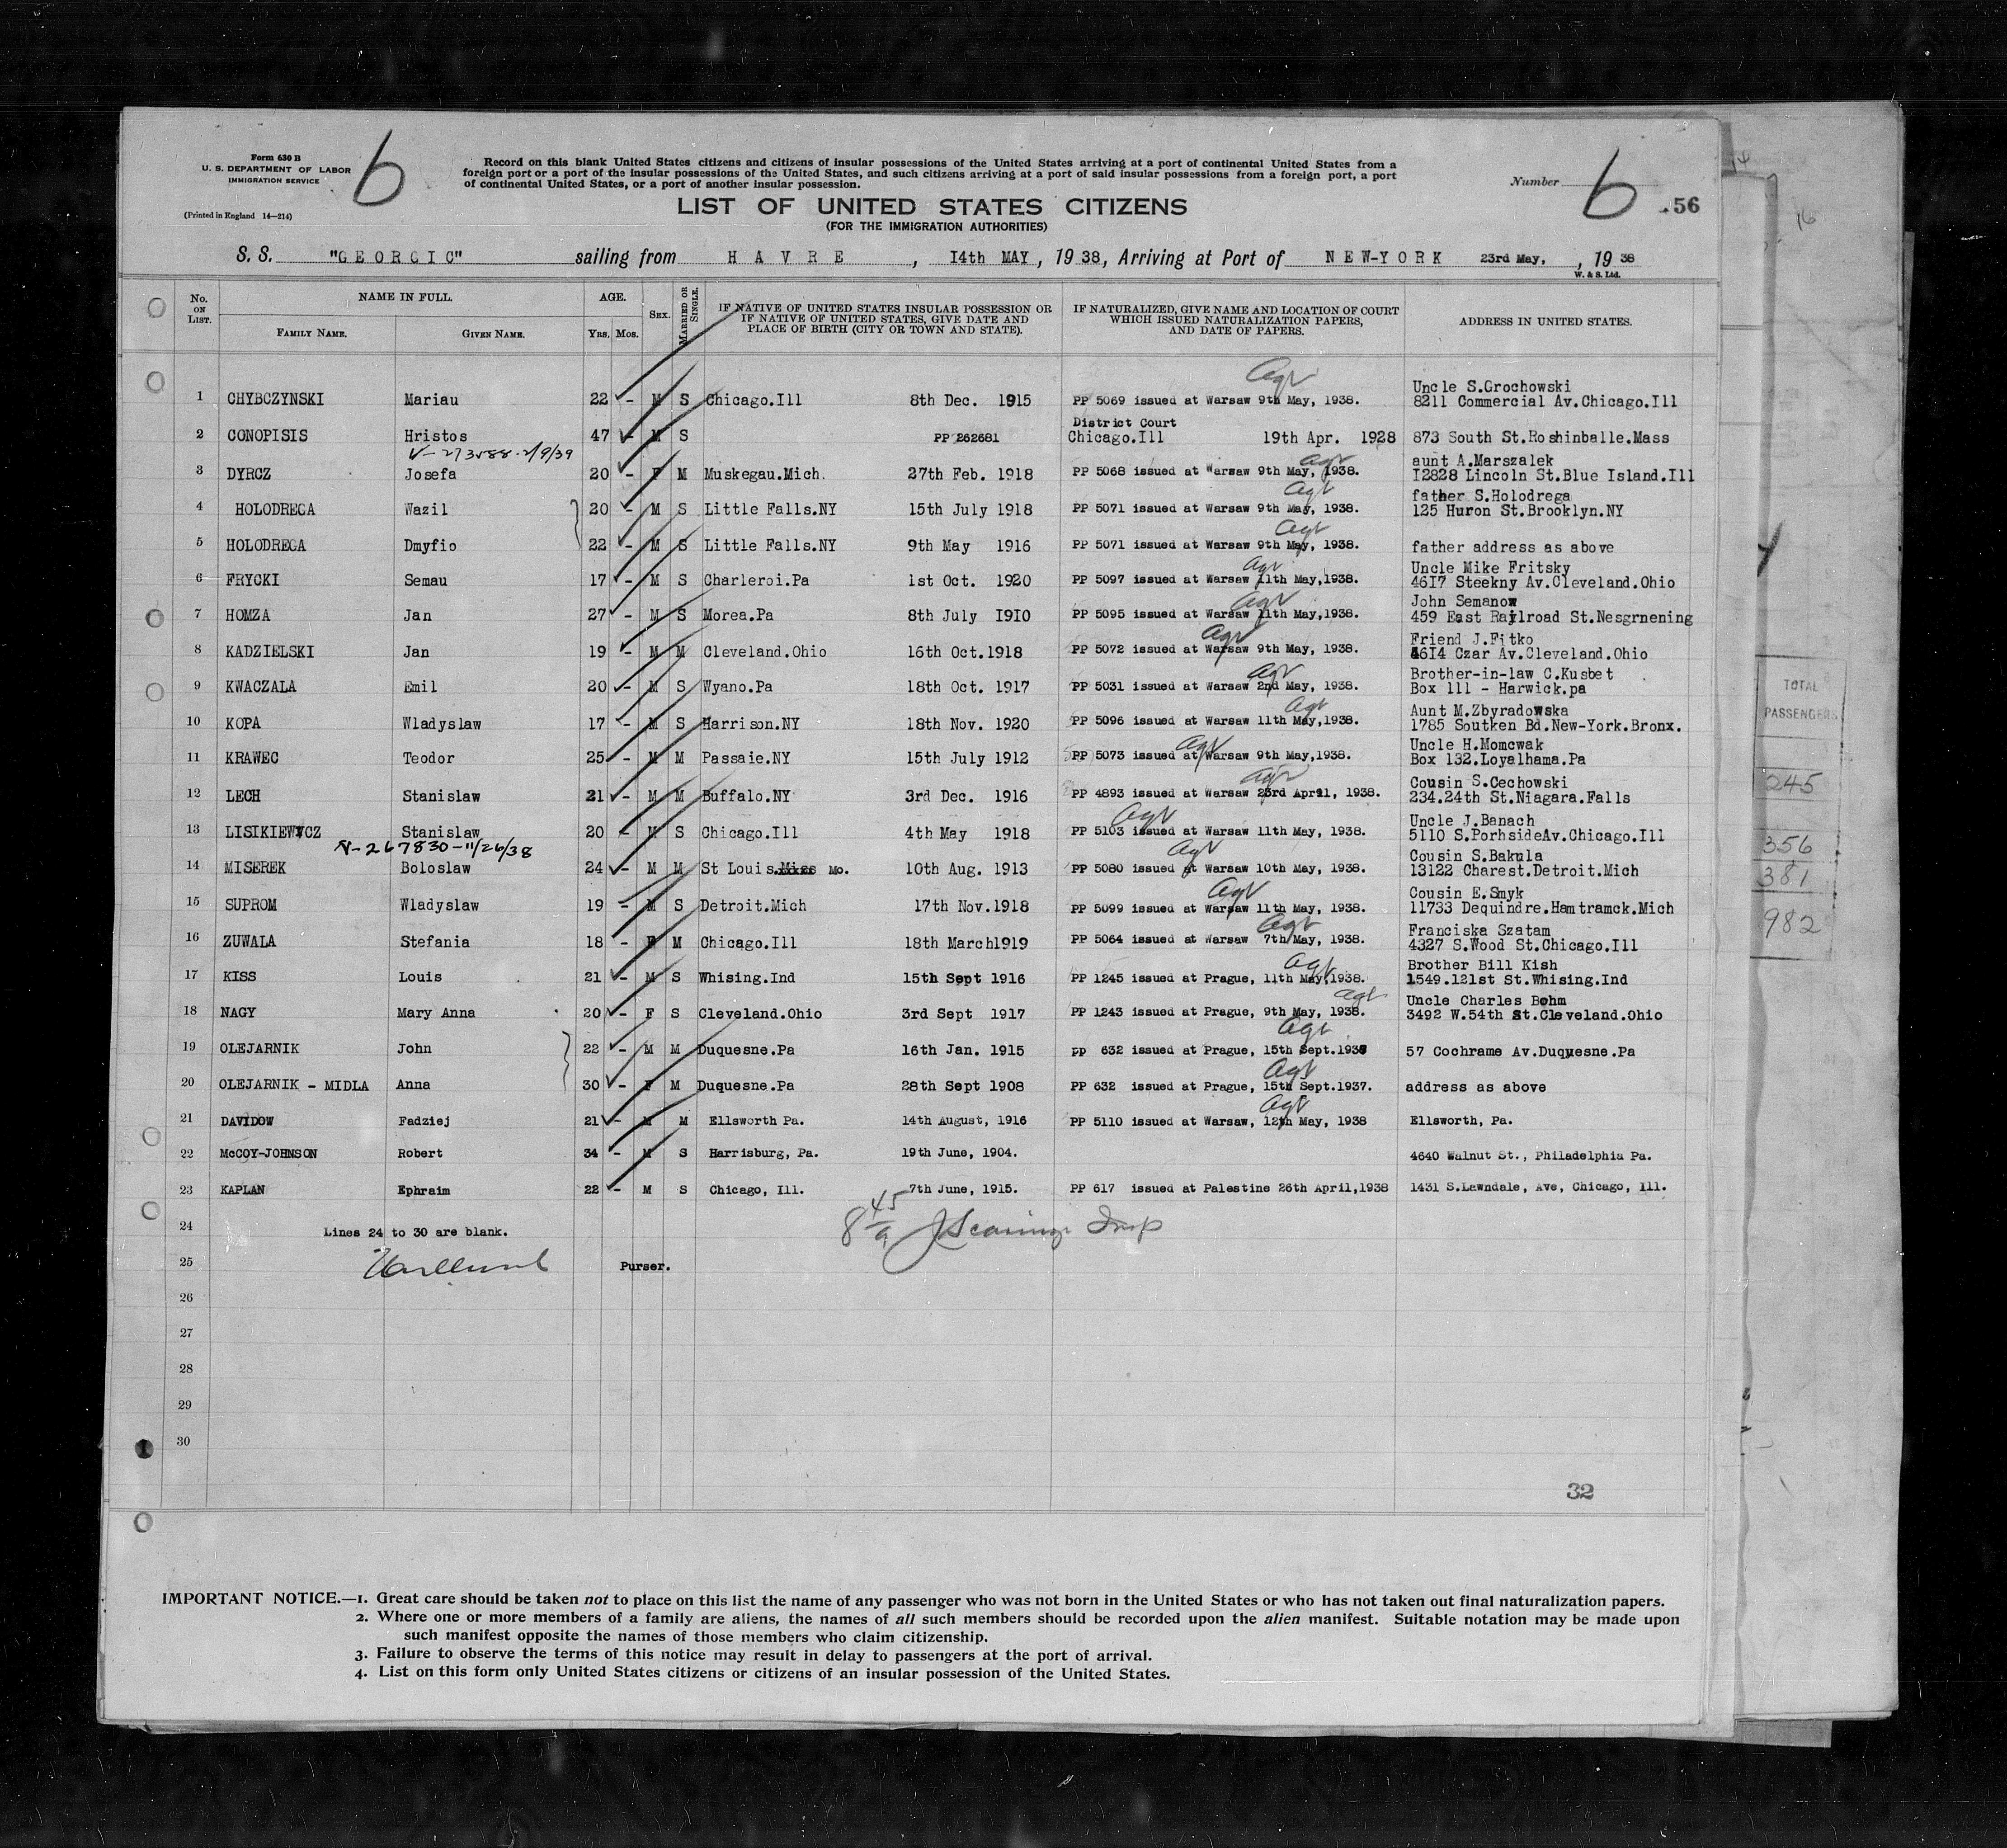 Form 630 B
U. S. DEPARTMENT OF LABOR
IMMIGRATION SERVICE
(Printed in England 14—214)
6
Record on this blank United States citizens and citizens of insular possessions of the United States arriving at a port of continental United States from a
foreign port or a port of the insular possessions of the United States, and such citizens arriving at a port of said insular possessions from a foreign port, a port
of continental United States, or a port of another insular possession.
Number 6 56
LIST OF UNITED STATES CITIZENS
(FOR THE IMMIGRATION AUTHORITIES)
S. S. "GEORGIC" sailing from HAVRE, 14th MAY, 1938, Arriving at Port of NEW-YORK 23rd May, , 1938
W. & S. Ltd.
No. ON LIST. NAME IN FULL. AGE. SEX. MARRIED OR SINGLE. IF NATIVE OF UNITED STATES INSULAR POSSESSION OR IF NATIVE OF UNITED STATES, GIVE DATE AND PLACE OF BIRTH (CITY OR TOWN AND STATE). IF NATURALIZED, GIVE NAME AND LOCATION OF COURT WHICH ISSUED NATURALIZATION PAPERS, AND DATE OF PAPERS. ADDRESS IN UNITED STATES.
FAMILY NAME. GIVEN NAME. YRS. MOS.
Uncle S.Grochowski
1 CHYBCZYNSKI Mariau 22 - M S Chicago.Ill 8th Dec. 1915 PP 5069 issued at Warsaw 9th May, 1938. 8211 Commercial Av.Chicago.Ill
District Court
2 CONOPISIS Hristos 47 - M S PP 262681 Chicago.Ill 19th Apr. 1928 873 South St.Roshinballe.Mass
aunt A.Marszalek
3 DYRCZ Josefa 20 - F M Muskegau.Mich. 27th Feb. 1918 PP 5068 issued at Warsaw 9th May, 1938. I2828 Lincoln St.Blue Island.Ill
father S.Holodrega
4 HOLODREGA Wazil 20 - M S Little Falls.NY 15th July 1918 PP 5071 issued at Warsaw 9th May, 1938. 125 Huron St.Brooklyn.NY
5 HOLODREGA Dmyfio 22 - M S Little Falls.NY 9th May 1916 PP 5071 issued at Warsaw 9th May, 1938. father address as above
Uncle Mike Fritsky
6 FRYCKI Semau 17 - M S Charleroi.Pa 1st Oct. 1920 PP 5097 issued at Warsaw 11th May,1938. 46I7 Steekny Av.Cleveland.Ohio
John Semanow
7 HOMZA Jan 27 - M S Morea.Pa 8th July I9IO PP 5095 issued at Warsaw 11th May,1938. 459 East Railroad St.Nesgrnening
Friend J.Fitko
8 KADZIELSKI Jan 19 - M M Cleveland.Ohio 16th Oct.1918 PP 5072 issued at Warsaw 9th May, 1938. 46I4 Czar Av.Cleveland.Ohio
Brother-in-law C.Kusbet
9 KWACZALA Emil 20 - M S Wyano.Pa 18th Oct. 1917 PP 5031 issued at Warsaw 2nd May, 1938. Box 111 - Harwick.pa
Aunt M.Zbyradowska
10 KOPA Wladyslaw 17 - M S Harrison.NY 18th Nov. 1920 PP 5096 issued at Warsaw 11th May,1938. 1785 Soutken Bd.New-York.Bronx.
Uncle H.Momcwak
11 KRAWEC Teodor 25 - M M Passaie.NY 15th July 1912 PP 5073 issued at Warsaw 9th May,1938. Box 132.Loyalhama.Pa
Cousin S.Cechowski
12 LECH Stanislaw 21 - M M Buffalo.NY 3rd Dec. 1916 PP 4893 issued at Warsaw 23rd April, 1938. 234.24th St.Niagara.Falls
Uncle J.Banach
13 LISIKIEWICZ Stanislaw 20 - M S Chicago.Ill 4th May 1918 PP 5103 issued at Warsaw 11th May, 1938. 5110 S.PorhsideAv.Chicago.Ill
V-267830-11/26/38
Cousin S.Bakula
14 MISEREK Boloslaw 24 - M M St Louis.Miss Mo. 10th Aug. 1913 PP 5080 issued at Warsaw 10th May, 1938. 13122 Charest.Detroit.Mich
Cousin E.Smyk
15 SUPROM Wladyslaw 19 - M S Detroit.Mich 17th Nov.1918 PP 5099 issued at Warsaw 11th May, 1938. 11733 Dequindre.Hamtramck.Mich
Franciska Szatam
16 ZUWALA Stefania 18 - F M Chicago.Ill 18th March1919 PP 5064 issued at Warsaw 7th May, 1938. 4327 S.Wood St.Chicago.Ill
Brother Bill Kish
17 KISS Louis 21 - M S Whising.Ind 15th Sept 1916 PP 1245 issued at Prague, 11th May,1938. 1549.121st St.Whising.Ind
Uncle Charles Bohm
18 NAGY Mary Anna 20 - F S Cleveland.Ohio 3rd Sept 1917 PP 1243 issued at Prague, 9th May, 1938. 3492 W.54th St.Cleveland.Ohio
19 OLEJARNIK John 22 - M M Duquesne.Pa 16th Jan. 1915 pp 632 issued at Prague, 15th Sept.1937 57 Cochrame Av.Duquesne.Pa
20 OLEJARNIK - MIDLA Anna 30 - F M Duquesne.Pa 28th Sept 1908 PP 632 issued at Prague, 15th Sept.1937. address as above
21 DAVIDOW Fadziej 21 - M M Ellsworth Pa. 14th August, 1916 PP 5110 issued at Warsaw, 12th May, 1938 Ellsworth, Pa.
22 McCOY-JOHNSON Robert 34 - M S Harrisburg, Pa. 19th June, 1904. 4640 Walnut St., Philadelphia Pa.
23 KAPLAN Ephraim 22 - M S Chicago, Ill. 7th June, 1915. PP 617 issued at Palestine 26th April,1938 1431 S.Lawndale, Ave, Chicago, Ill.
24 Lines 24 to 30 are blank. 8 45 Insp
25 Purser.
26
27
28
29
30
32
TOTAL
PASSENGERS
245
356
381
982
IMPORTANT NOTICE.—1. Great care should be taken not to place on this list the name of any passenger who was not born in the United States or who has not taken out final naturalization papers.
2. Where one or more members of a family are aliens, the names of all such members should be recorded upon the alien manifest. Suitable notation may be made upon
such manifest opposite the names of those members who claim citizenship.
3. Failure to observe the terms of this notice may result in delay to passengers at the port of arrival.
4. List on this form only United States citizens or citizens of an insular possession of the United States.